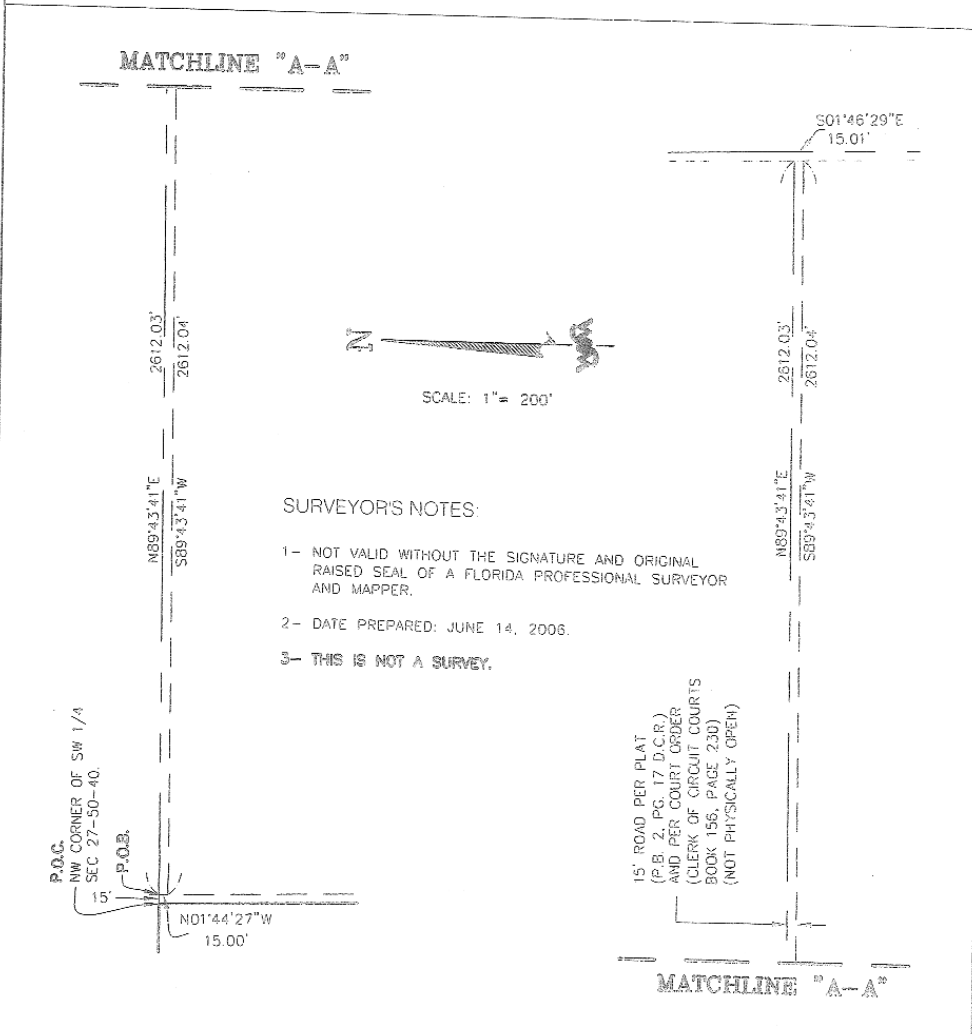 MATCHLINE "A-A"
S01°46'29"E
15.01'
2612.03'
2612.04'
N
SCALE: 1"= 200'
2612.03'
2612.04'
N89°43'41"E
S89°43'41"W
SURVEYOR'S NOTES:
1- NOT VALID WITHOUT THE SIGNATURE AND ORIGINAL
RAISED SEAL OF A FLORIDA PROFESSIONAL SURVEYOR
AND MAPPER.
2- DATE PREPARED: JUNE 14, 2006.
3- THIS IS NOT A SURVEY.
N89°43'41"E
S89°43'41"W
P.O.C.
NW CORNER OF SW 1/4
SEC 27-50-40.
P.O.B.
15'
N01°44'27"W
15.00'
15' ROAD PER PLAT
(P.B. 2, PG. 17 D.C.R.)
AND PER COURT ORDER
(CLERK OF CIRCUIT COURTS
BOOK 156, PAGE 230)
(NOT PHYSICALLY OPEN)
MATCHLINE "A-A"